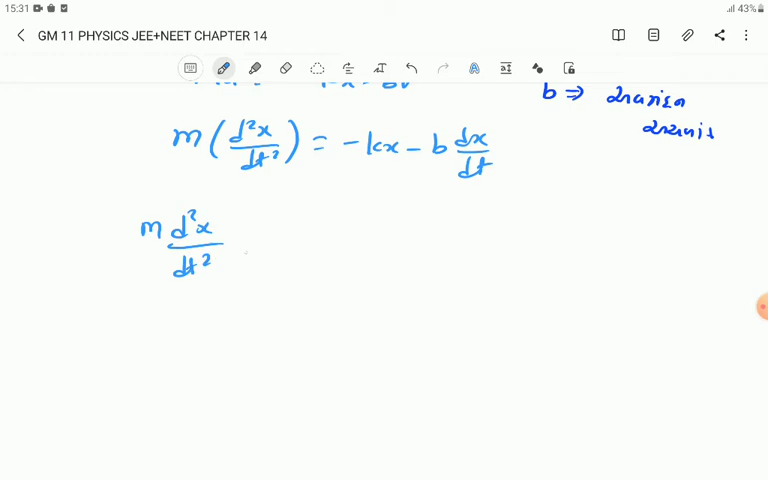 15:31 43%
GM 11 PHYSICS JEE+NEET CHAPTER 14
b ⇒
m(d²x/dt²) = -kx - b dx/dt
m d²x/dt²